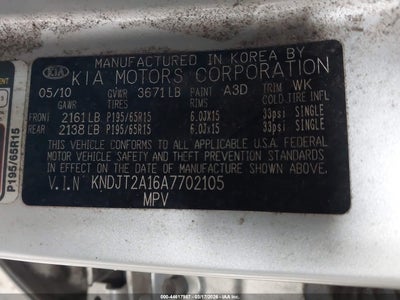 MANUFACTURED IN KOREA BY
KIA KIA MOTORS CORPORATION
05/10 GVWR 3671LB PAINT A3D TRIM WK
GAWR TIRES RIMS COLD TIRE INFL
FRONT 2161LB P195/65R15 6.0JX15 33psi SINGLE
REAR 2138LB P195/65R15 6.0Jx15 33psi SINGLE
THIS VEHICLE CONFORMS TO ALL APPLICABLE U.S.A FEDERAL
MOTOR VEHICLE SAFETY STANDARDS
IN EFFECT ON THE DATE OF MANUFACTURE SHOWN ABOVE.
V.I.N KNDJT2A16A7702105
MPV
P195/65R15